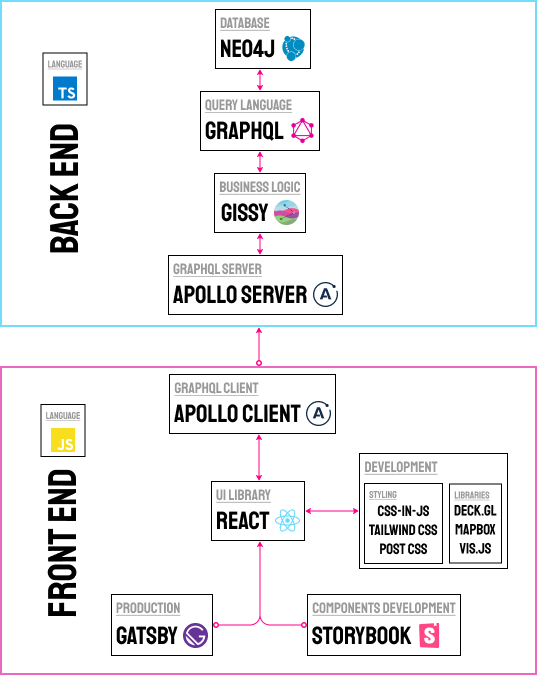 DATABASE
NEO4J
LANGUAGE
TS
QUERY LANGUAGE
GRAPHQL
BACK END
BUSINESS LOGIC
GISSY
GRAPHQL SERVER
APOLLO SERVER
A
GRAPHQL CLIENT
APOLLO CLIENT
A
LANGUAGE
JS
FRONT END
UI LIBRARY
REACT
DEVELOPMENT
STYLING
CSS-IN-JS
TAILWIND CSS
POST CSS
LIBRARIES
DECK.GL
MAPBOX
VIS.JS
PRODUCTION
GATSBY
COMPONENTS DEVELOPMENT
STORYBOOK
S